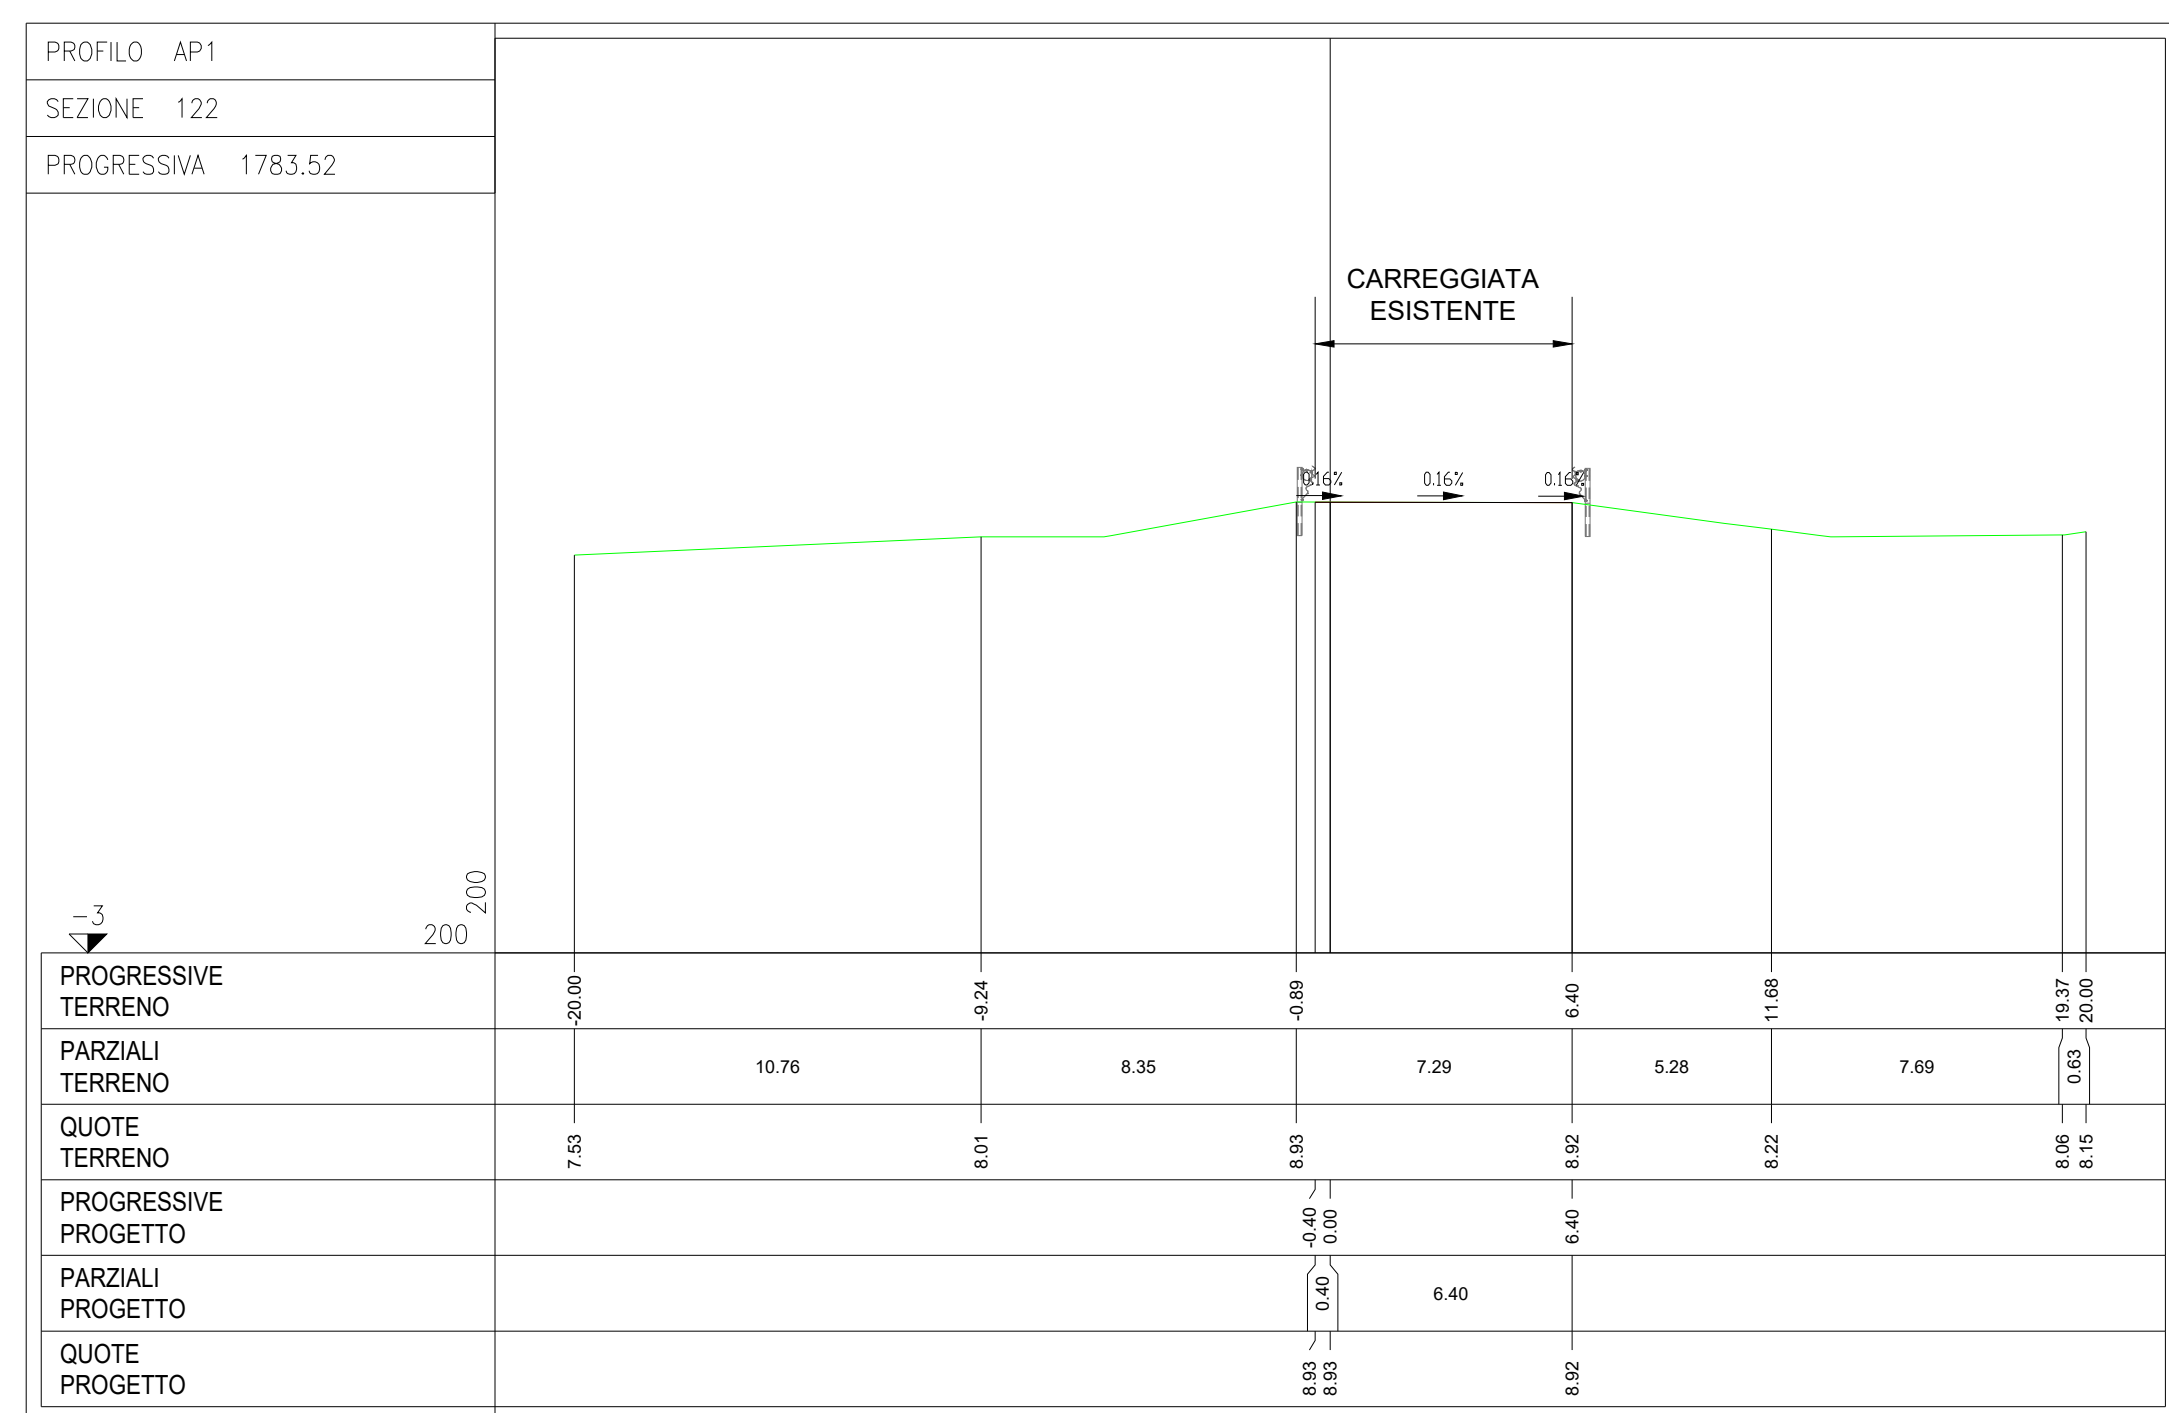 PROFILO AP1
SEZIONE 122
PROGRESSIVA 1783.52
CARREGGIATA
ESISTENTE
0.16% 0.16% 0.16%
200
-3
200
PROGRESSIVE
TERRENO
-20.00 -9.24 -0.89 6.40 11.68 19.37 20.00
PARZIALI
TERRENO
10.76 8.35 7.29 5.28 7.69 0.63
QUOTE
TERRENO
7.53 8.01 8.93 8.92 8.22 8.06 8.15
PROGRESSIVE
PROGETTO
-0.40 0.00 6.40
PARZIALI
PROGETTO
0.40 6.40
QUOTE
PROGETTO
8.93 8.93 8.92